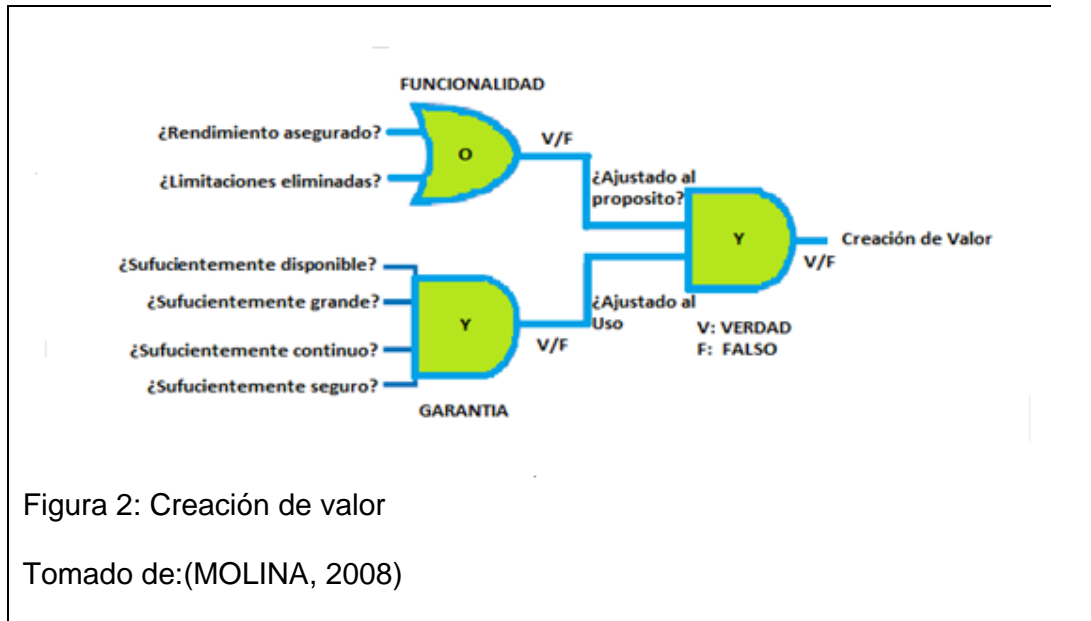 FUNCIONALIDAD
¿Rendimiento asegurado?
O
V/F
¿Limitaciones eliminadas?
¿Ajustado al
proposito?
Y
Creación de Valor
V/F
¿Sufucientemente disponible?
¿Sufucientemente grande?
Y
¿Ajustado al
Uso
V/F
¿Sufucientemente continuo?
¿Sufucientemente seguro?
GARANTIA
V: VERDAD
F: FALSO
Figura 2: Creación de valor
Tomado de:(MOLINA, 2008)